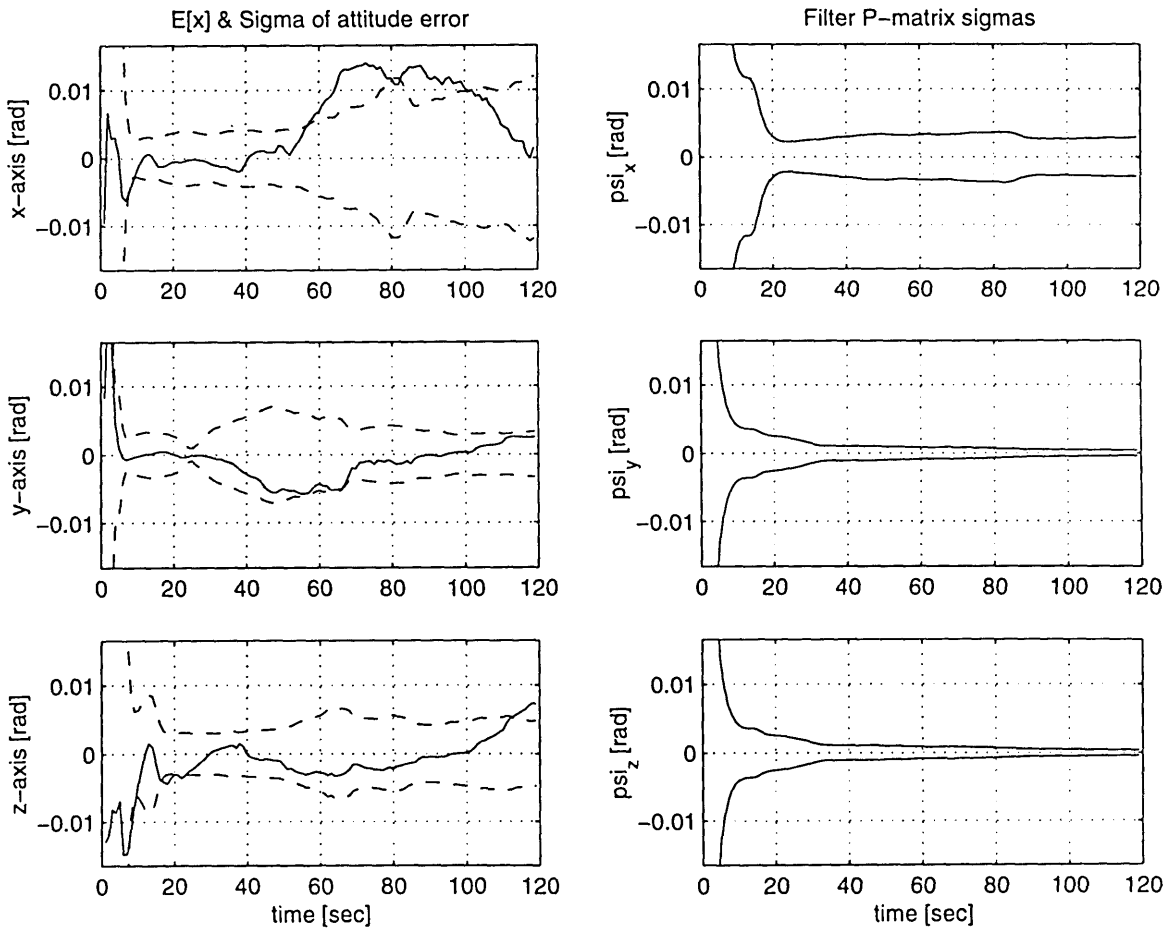 E[x] & Sigma of attitude error
0.01
0
−0.01
x−axis [rad]
0 20 40 60 80 100 120
Filter P−matrix sigmas
0.01
0
−0.01
psi_x [rad]
0 20 40 60 80 100 120
0.01
0
−0.01
y−axis [rad]
0 20 40 60 80 100 120
0.01
0
−0.01
psi_y [rad]
0 20 40 60 80 100 120
0.01
0
−0.01
z−axis [rad]
0 20 40 60 80 100 120
time [sec]
0.01
0
−0.01
psi_z [rad]
0 20 40 60 80 100 120
time [sec]